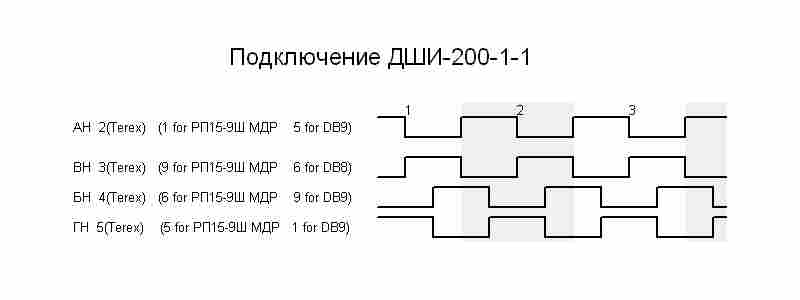 Подключение ДШИ-200-1-1
1 2 3
АН 2(Terex) (1 for РП15-9Ш МДР 5 for DB9)
ВН 3(Terex) (9 for РП15-9Ш МДР 6 for DB8)
БН 4(Terex) (6 for РП15-9Ш МДР 9 for DB9)
ГН 5(Terex) (5 for РП15-9Ш МДР 1 for DB9)